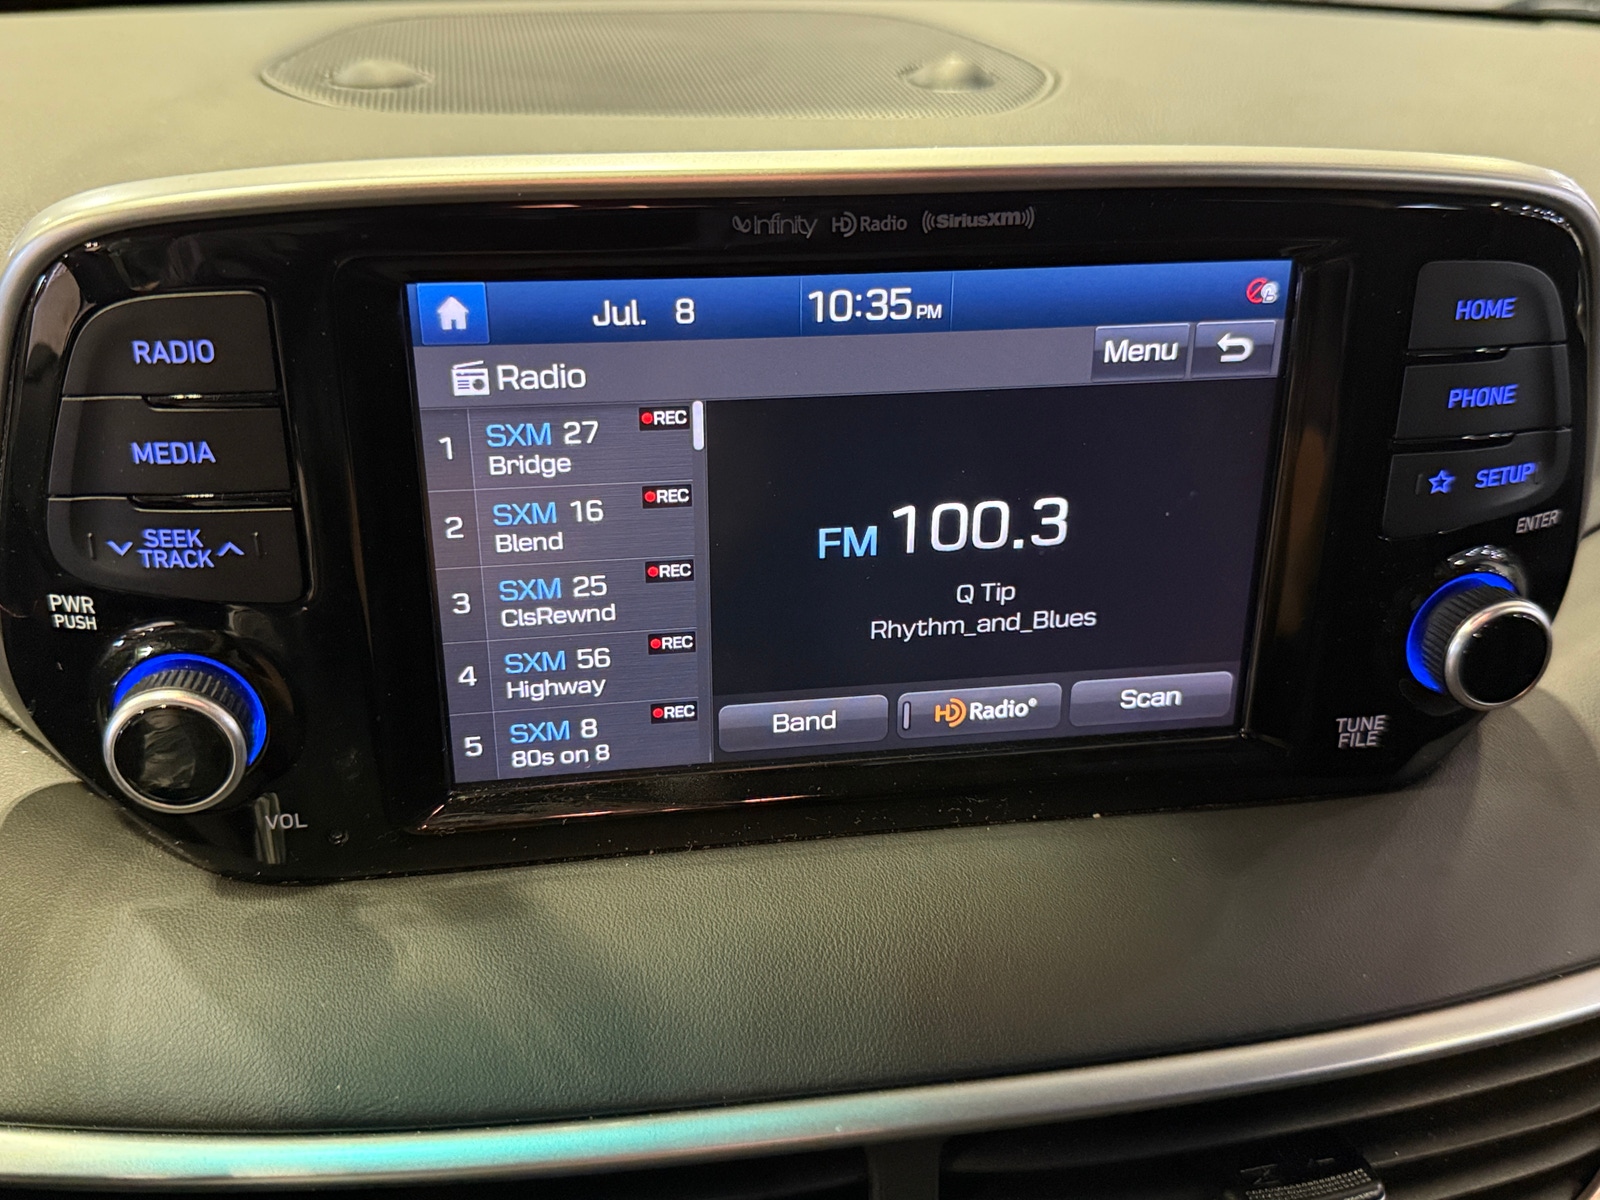 Infinity HD Radio ((SiriusXM))
Jul. 8 10:35 PM
Radio
Menu
1 SXM 27 REC
Bridge
2 SXM 16 REC
Blend
3 SXM 25 REC
ClsRewnd
4 SXM 56 REC
Highway
5 SXM 8 REC
80s on 8
FM 100.3
Q Tip
Rhythm_and_Blues
Band
HD Radio®
Scan
RADIO
MEDIA
SEEK
TRACK
PWR
PUSH
VOL
HOME
PHONE
SETUP
ENTER
TUNE
FILE